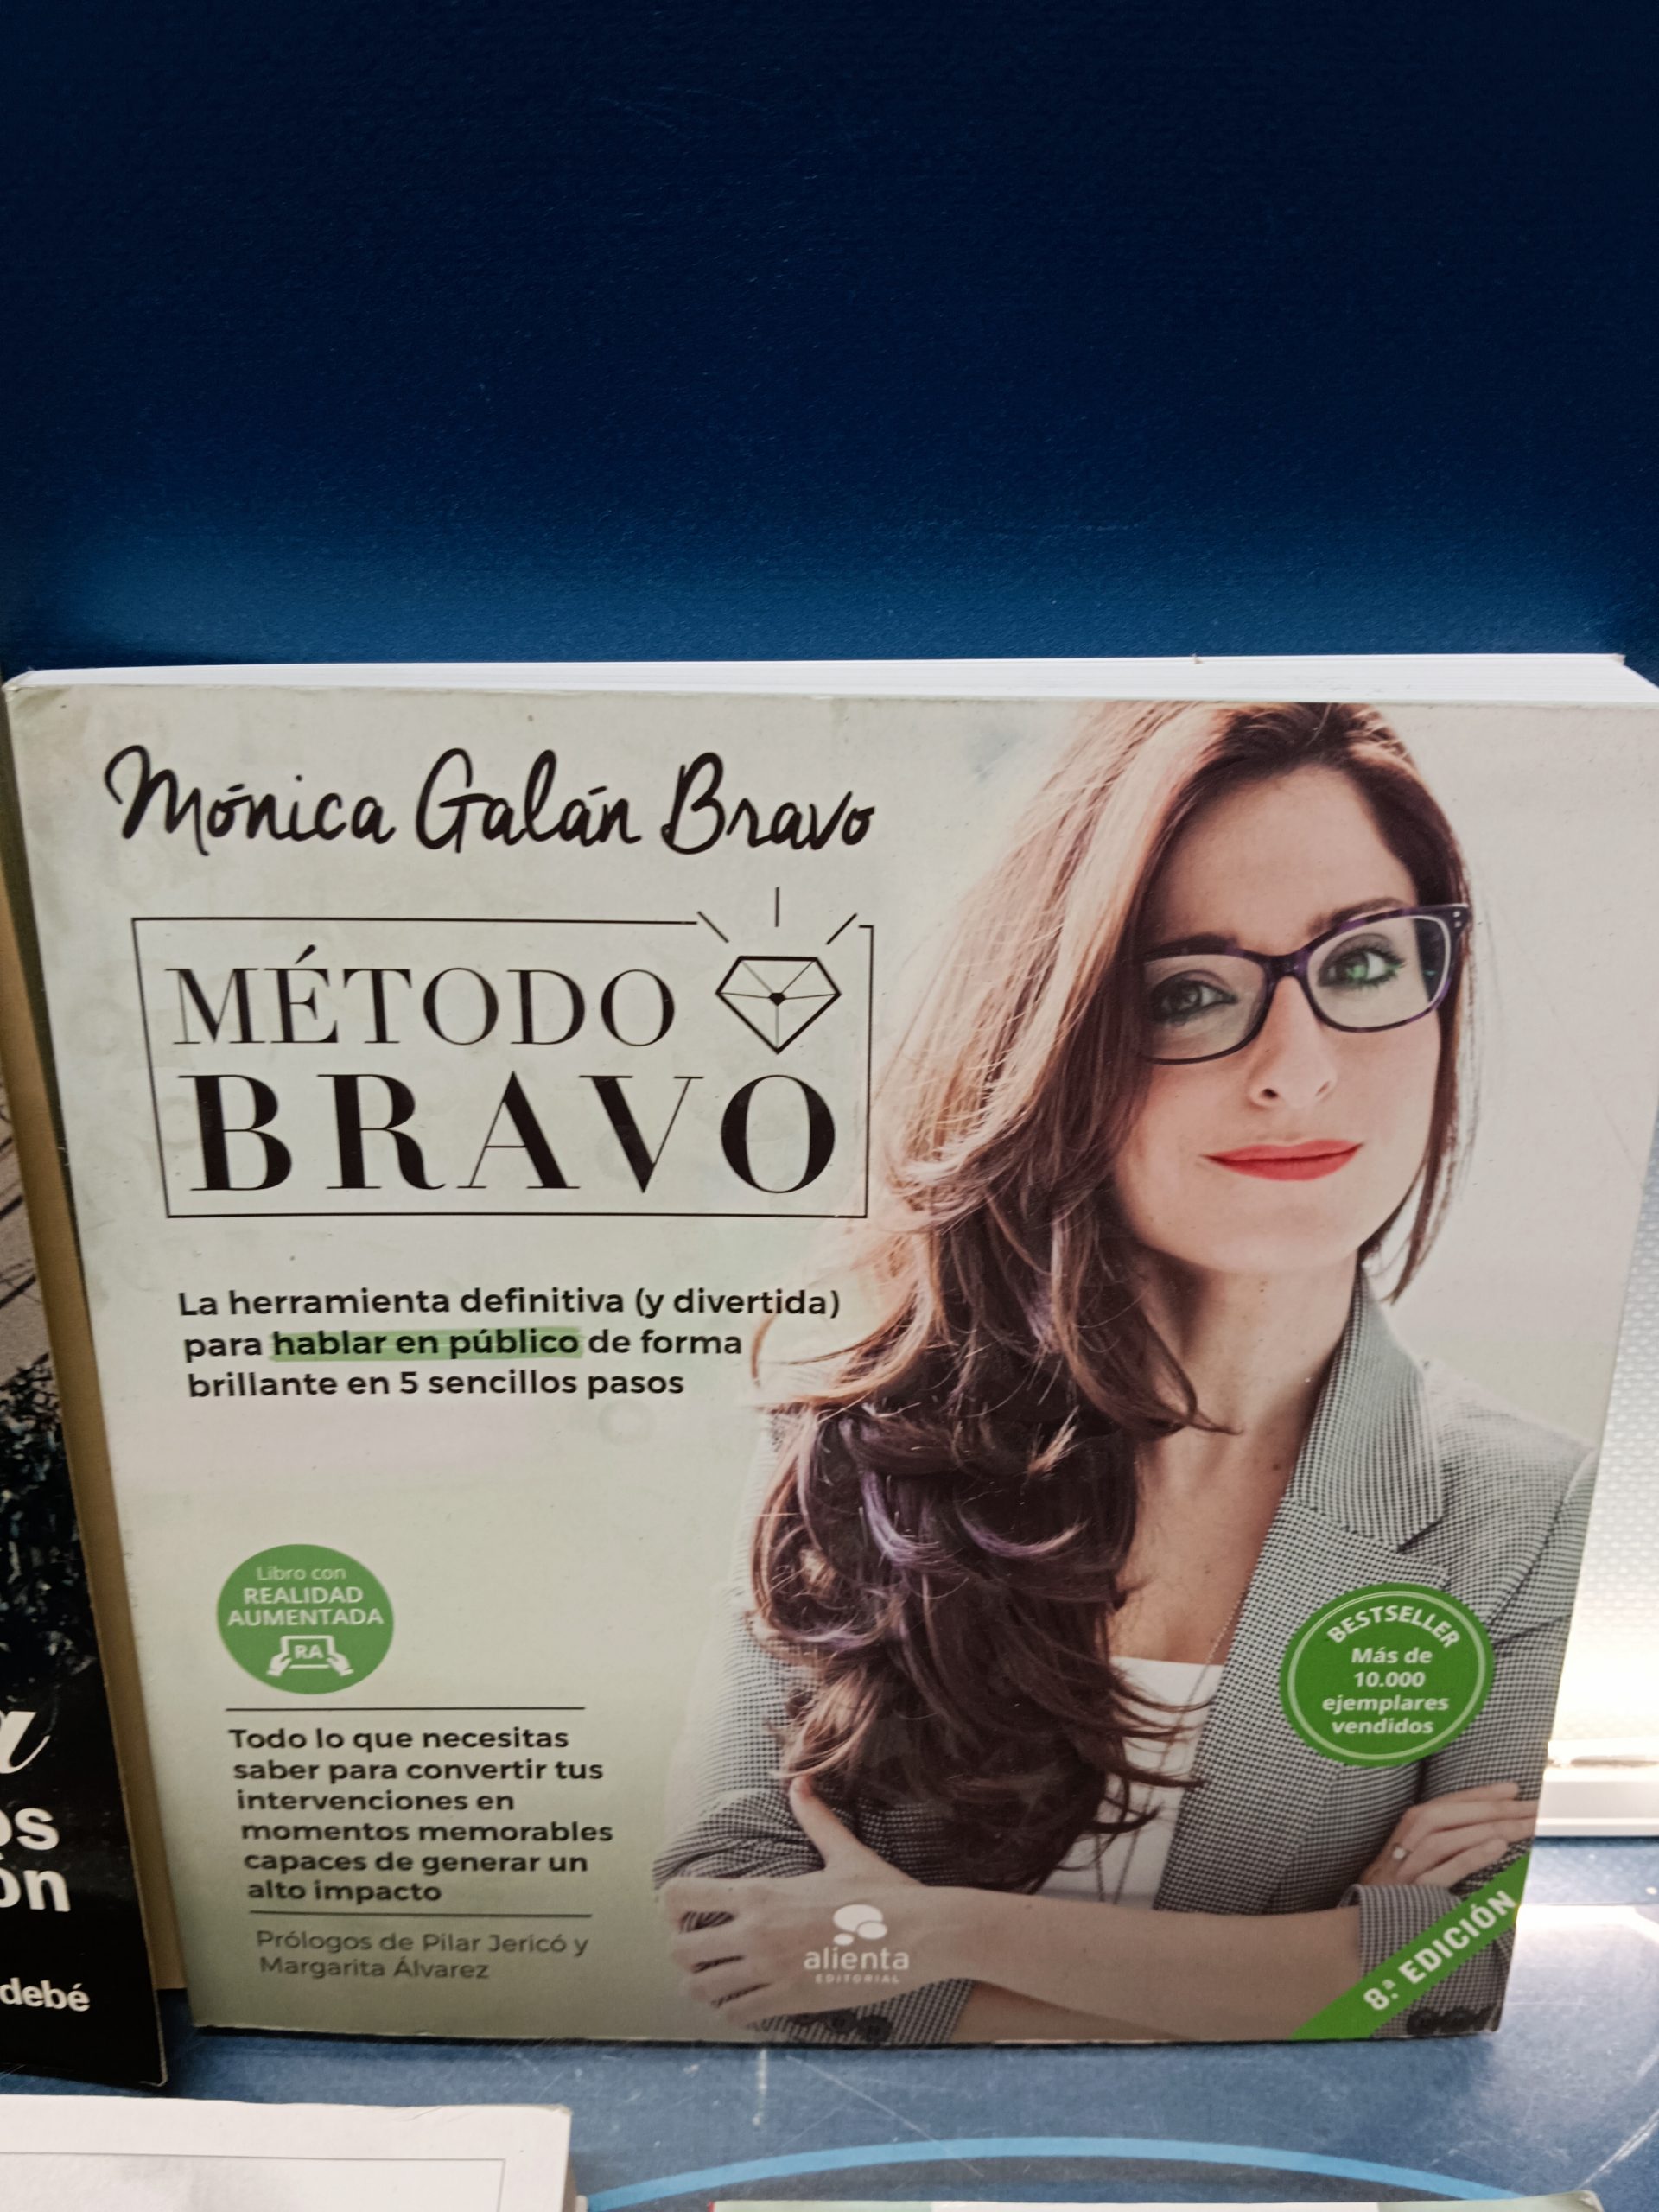 Mónica Galán Bravo
MÉTODO
BRAVO
La herramienta definitiva (y divertida)
para hablar en público de forma
brillante en 5 sencillos pasos
Libro con
REALIDAD
AUMENTADA
RA
BESTSELLER
Más de
10.000
ejemplares
vendidos
Todo lo que necesitas
saber para convertir tus
intervenciones en
momentos memorables
capaces de generar un
alto impacto
Prólogos de Pilar Jericó y
Margarita Álvarez
alienta
EDITORIAL
8.ª EDICIÓN
debé